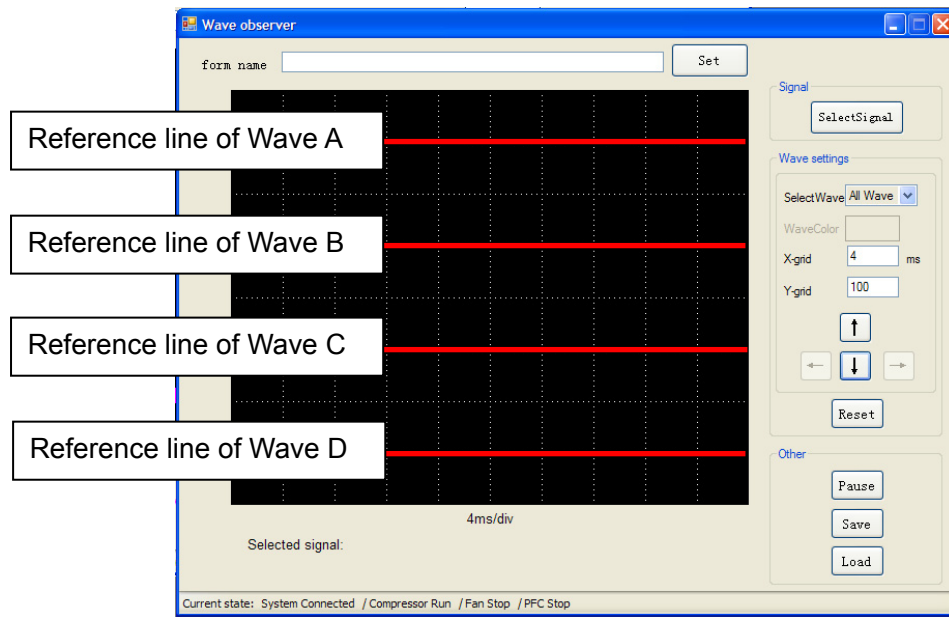 Wave observer
form name
Set
Signal
SelectSignal
Reference line of Wave A
Wave settings
SelectWave All Wave
Reference line of Wave B
WaveColor
X-grid 4 ms
Y-grid 100
↑
Reference line of Wave C
← ↓ →
Reset
Reference line of Wave D
Other
Pause
4ms/div
Save
Selected signal:
Load
Current state: System Connected / Compressor Run / Fan Stop / PFC Stop